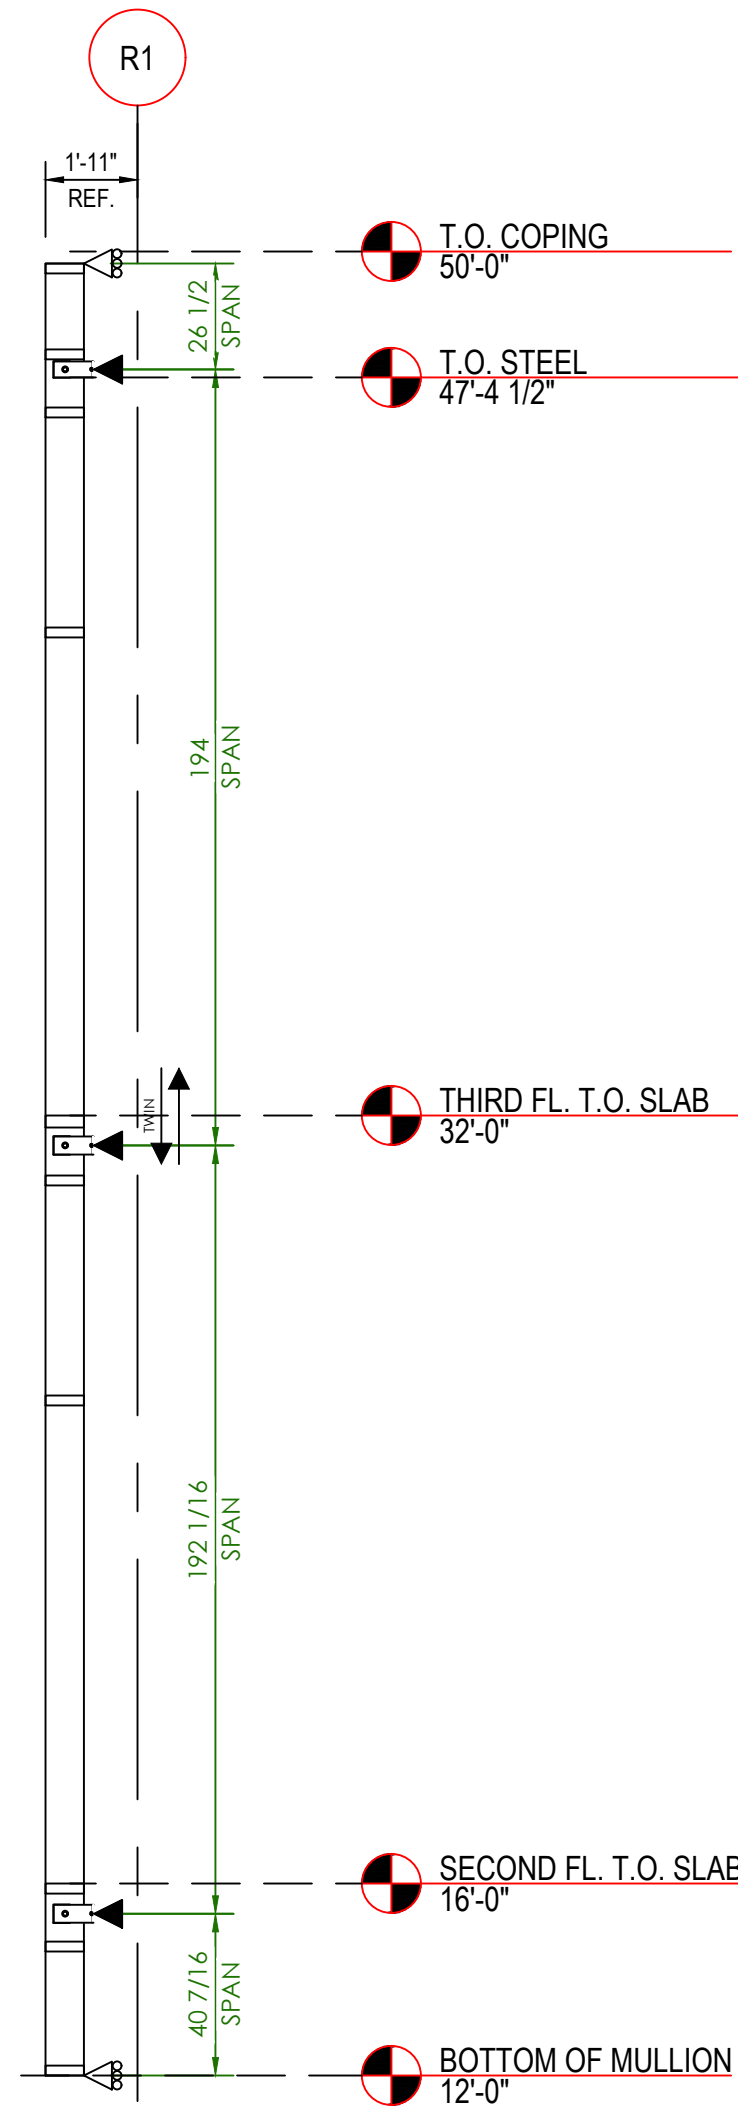 R1
1'-11"
REF.
T.O. COPING
50'-0"
26 1/2
SPAN
T.O. STEEL
47'-4 1/2"
194
SPAN
TWIN
THIRD FL. T.O. SLAB
32'-0"
192 1/16
SPAN
SECOND FL. T.O. SLAB
16'-0"
40 7/16
SPAN
BOTTOM OF MULLION
12'-0"